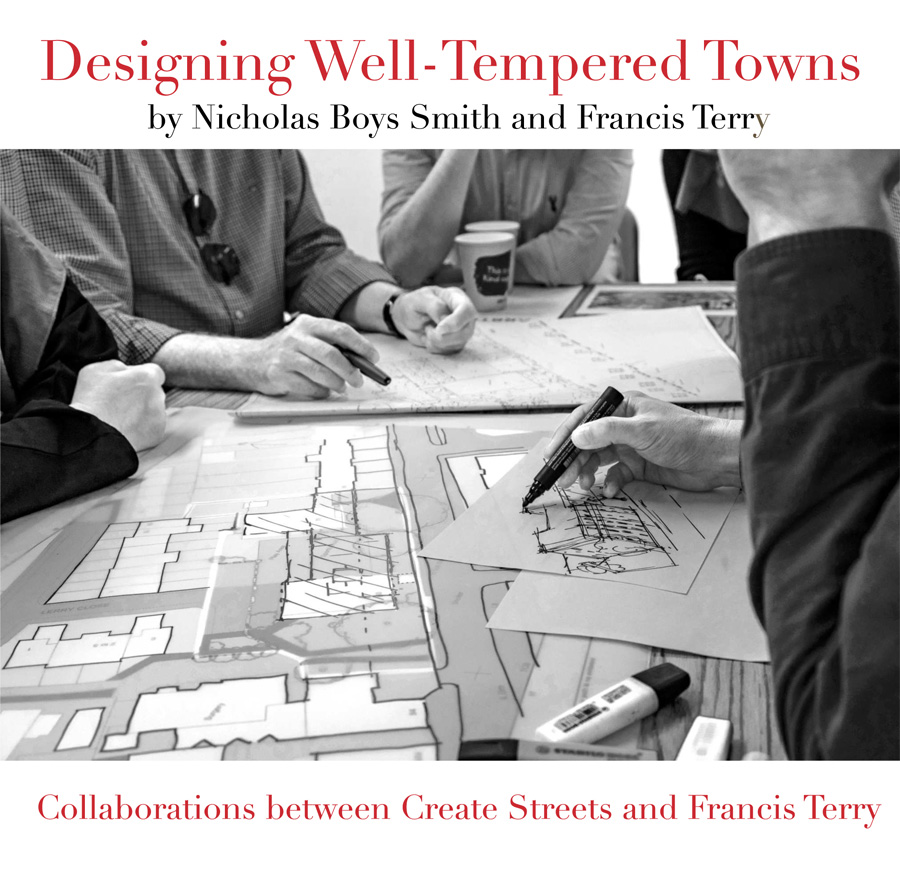 Designing Well-Tempered Towns
by Nicholas Boys Smith and Francis Terry
Collaborations between Create Streets and Francis Terry